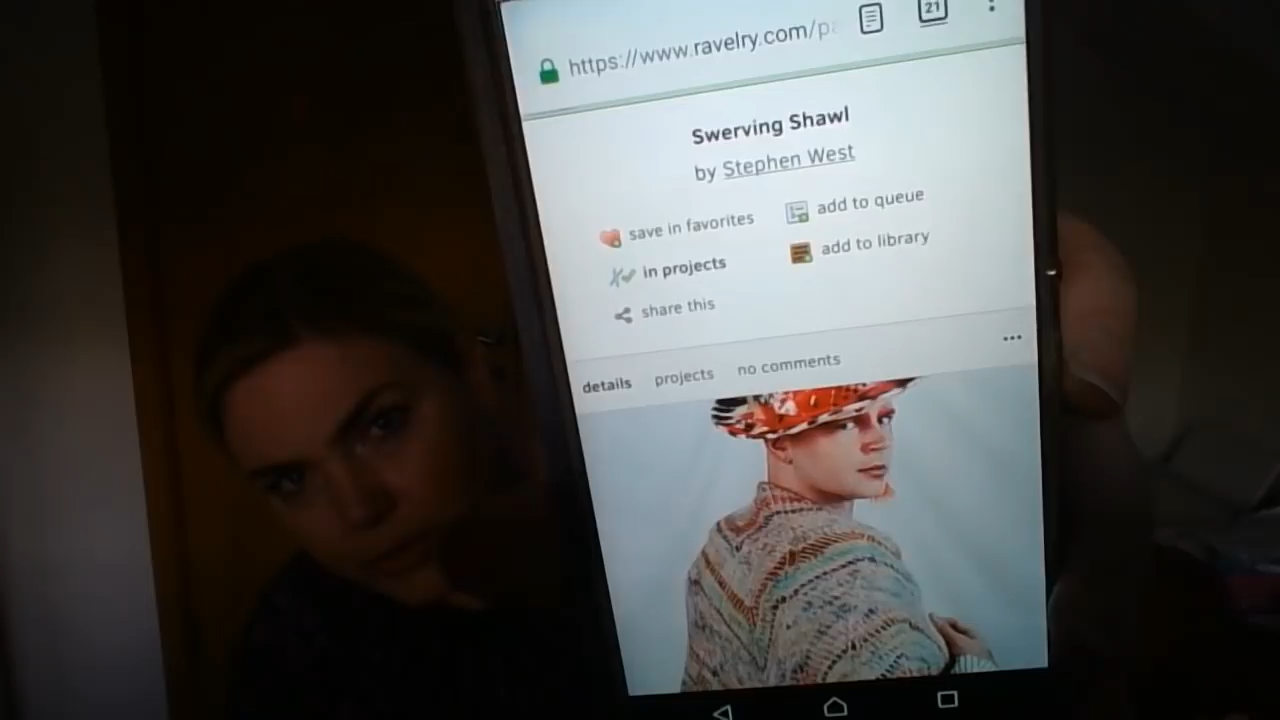 https://www.ravelry.com/pa
21
Swerving Shawl
by Stephen West
save in favorites
add to queue
in projects
add to library
share this
details projects no comments